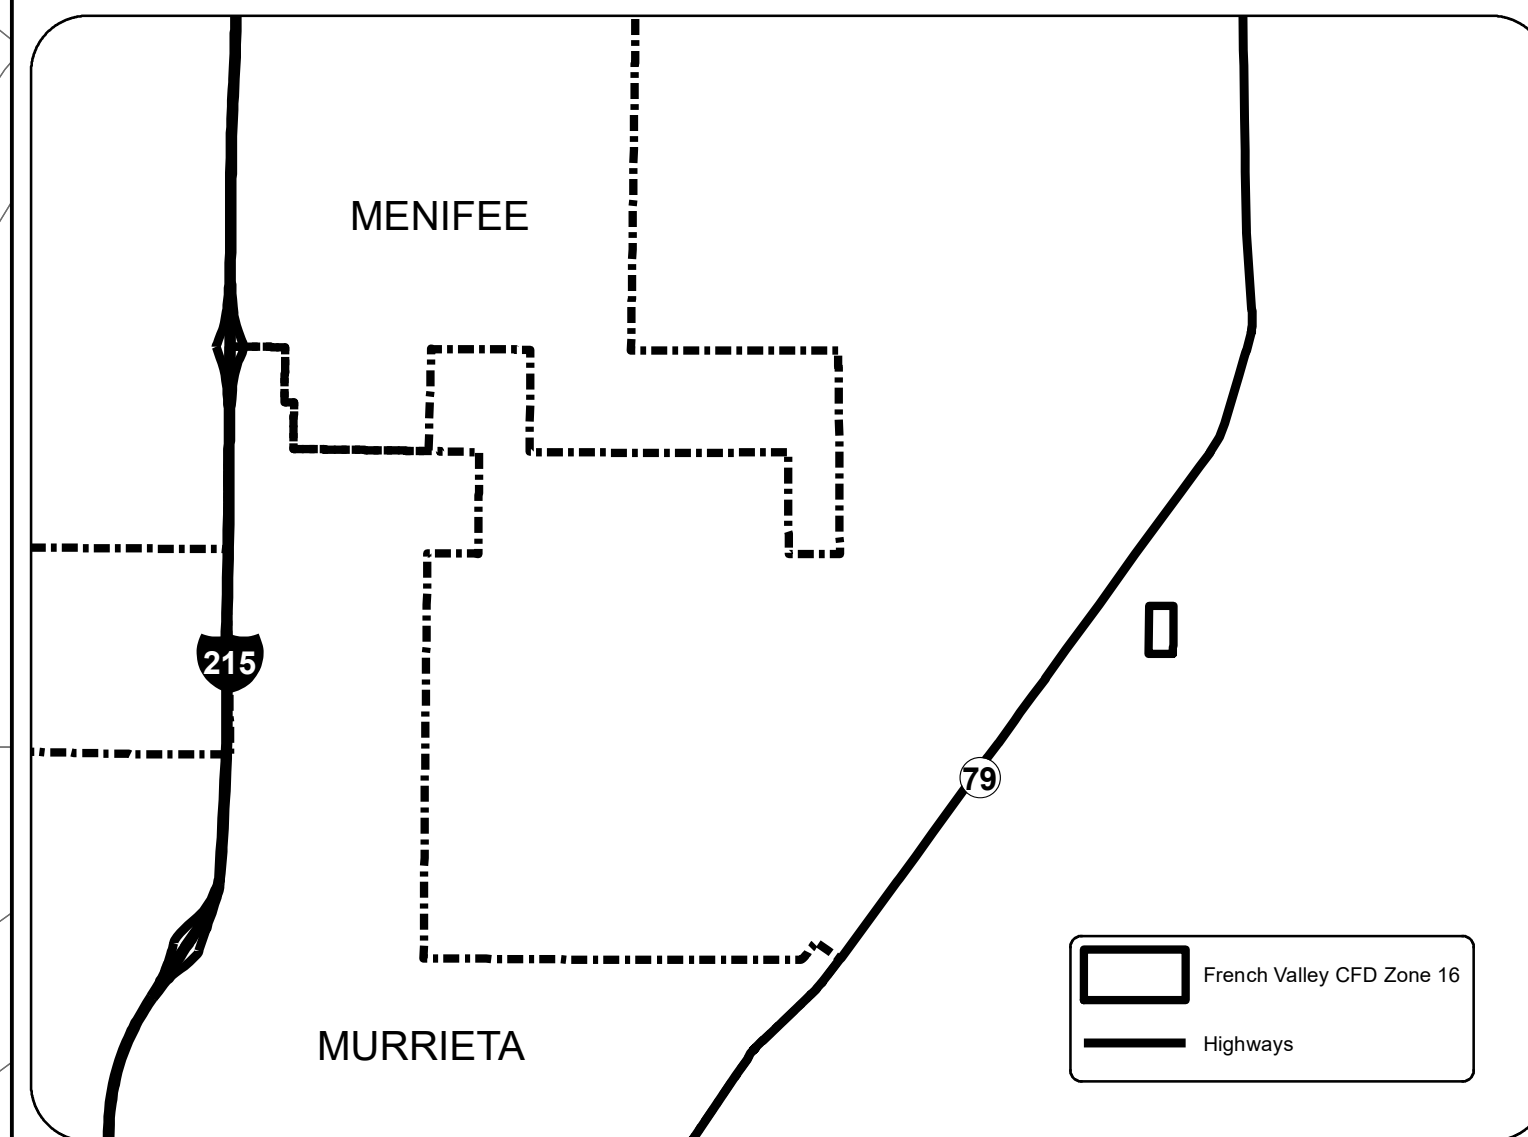 MENIFEE
215
79
French Valley CFD Zone 16
Highways
MURRIETA